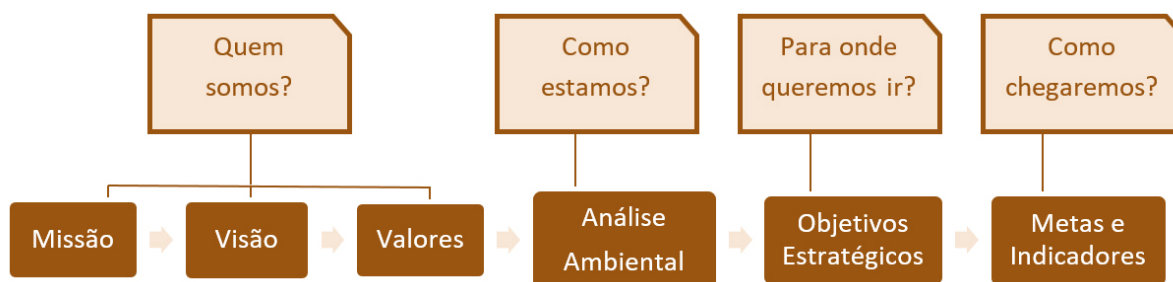 Quem
somos?
Como
estamos?
Para onde
queremos ir?
Como
chegaremos?
Missão
Visão
Valores
Análise
Ambiental
Objetivos
Estratégicos
Metas e
Indicadores